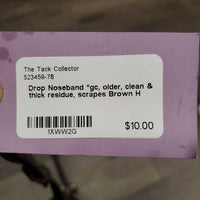 The Tack Collector
523459-78
Drop Noseband *gc, older, clean &
thick residue, scrapes Brown H
1XWW2G
$10.00